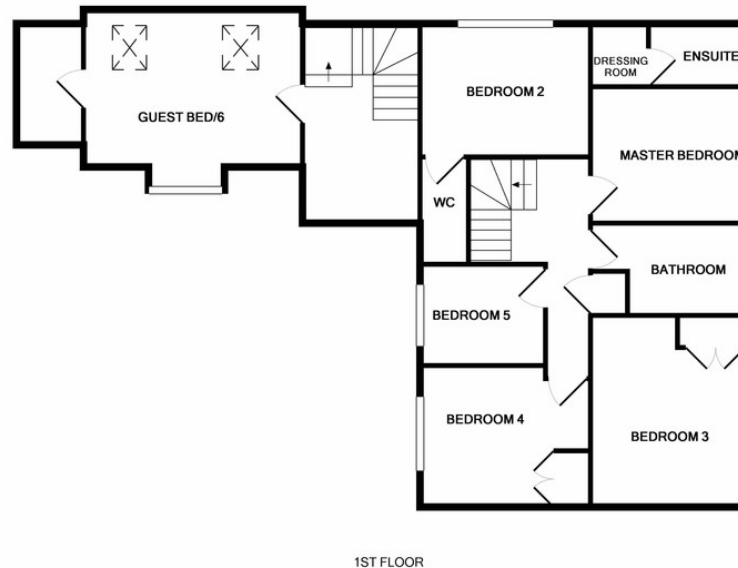 GUEST BED/6
BEDROOM 2
DRESSING
ROOM
ENSUITE
MASTER BEDROOM
WC
BATHROOM
BEDROOM 5
BEDROOM 4
BEDROOM 3
1ST FLOOR